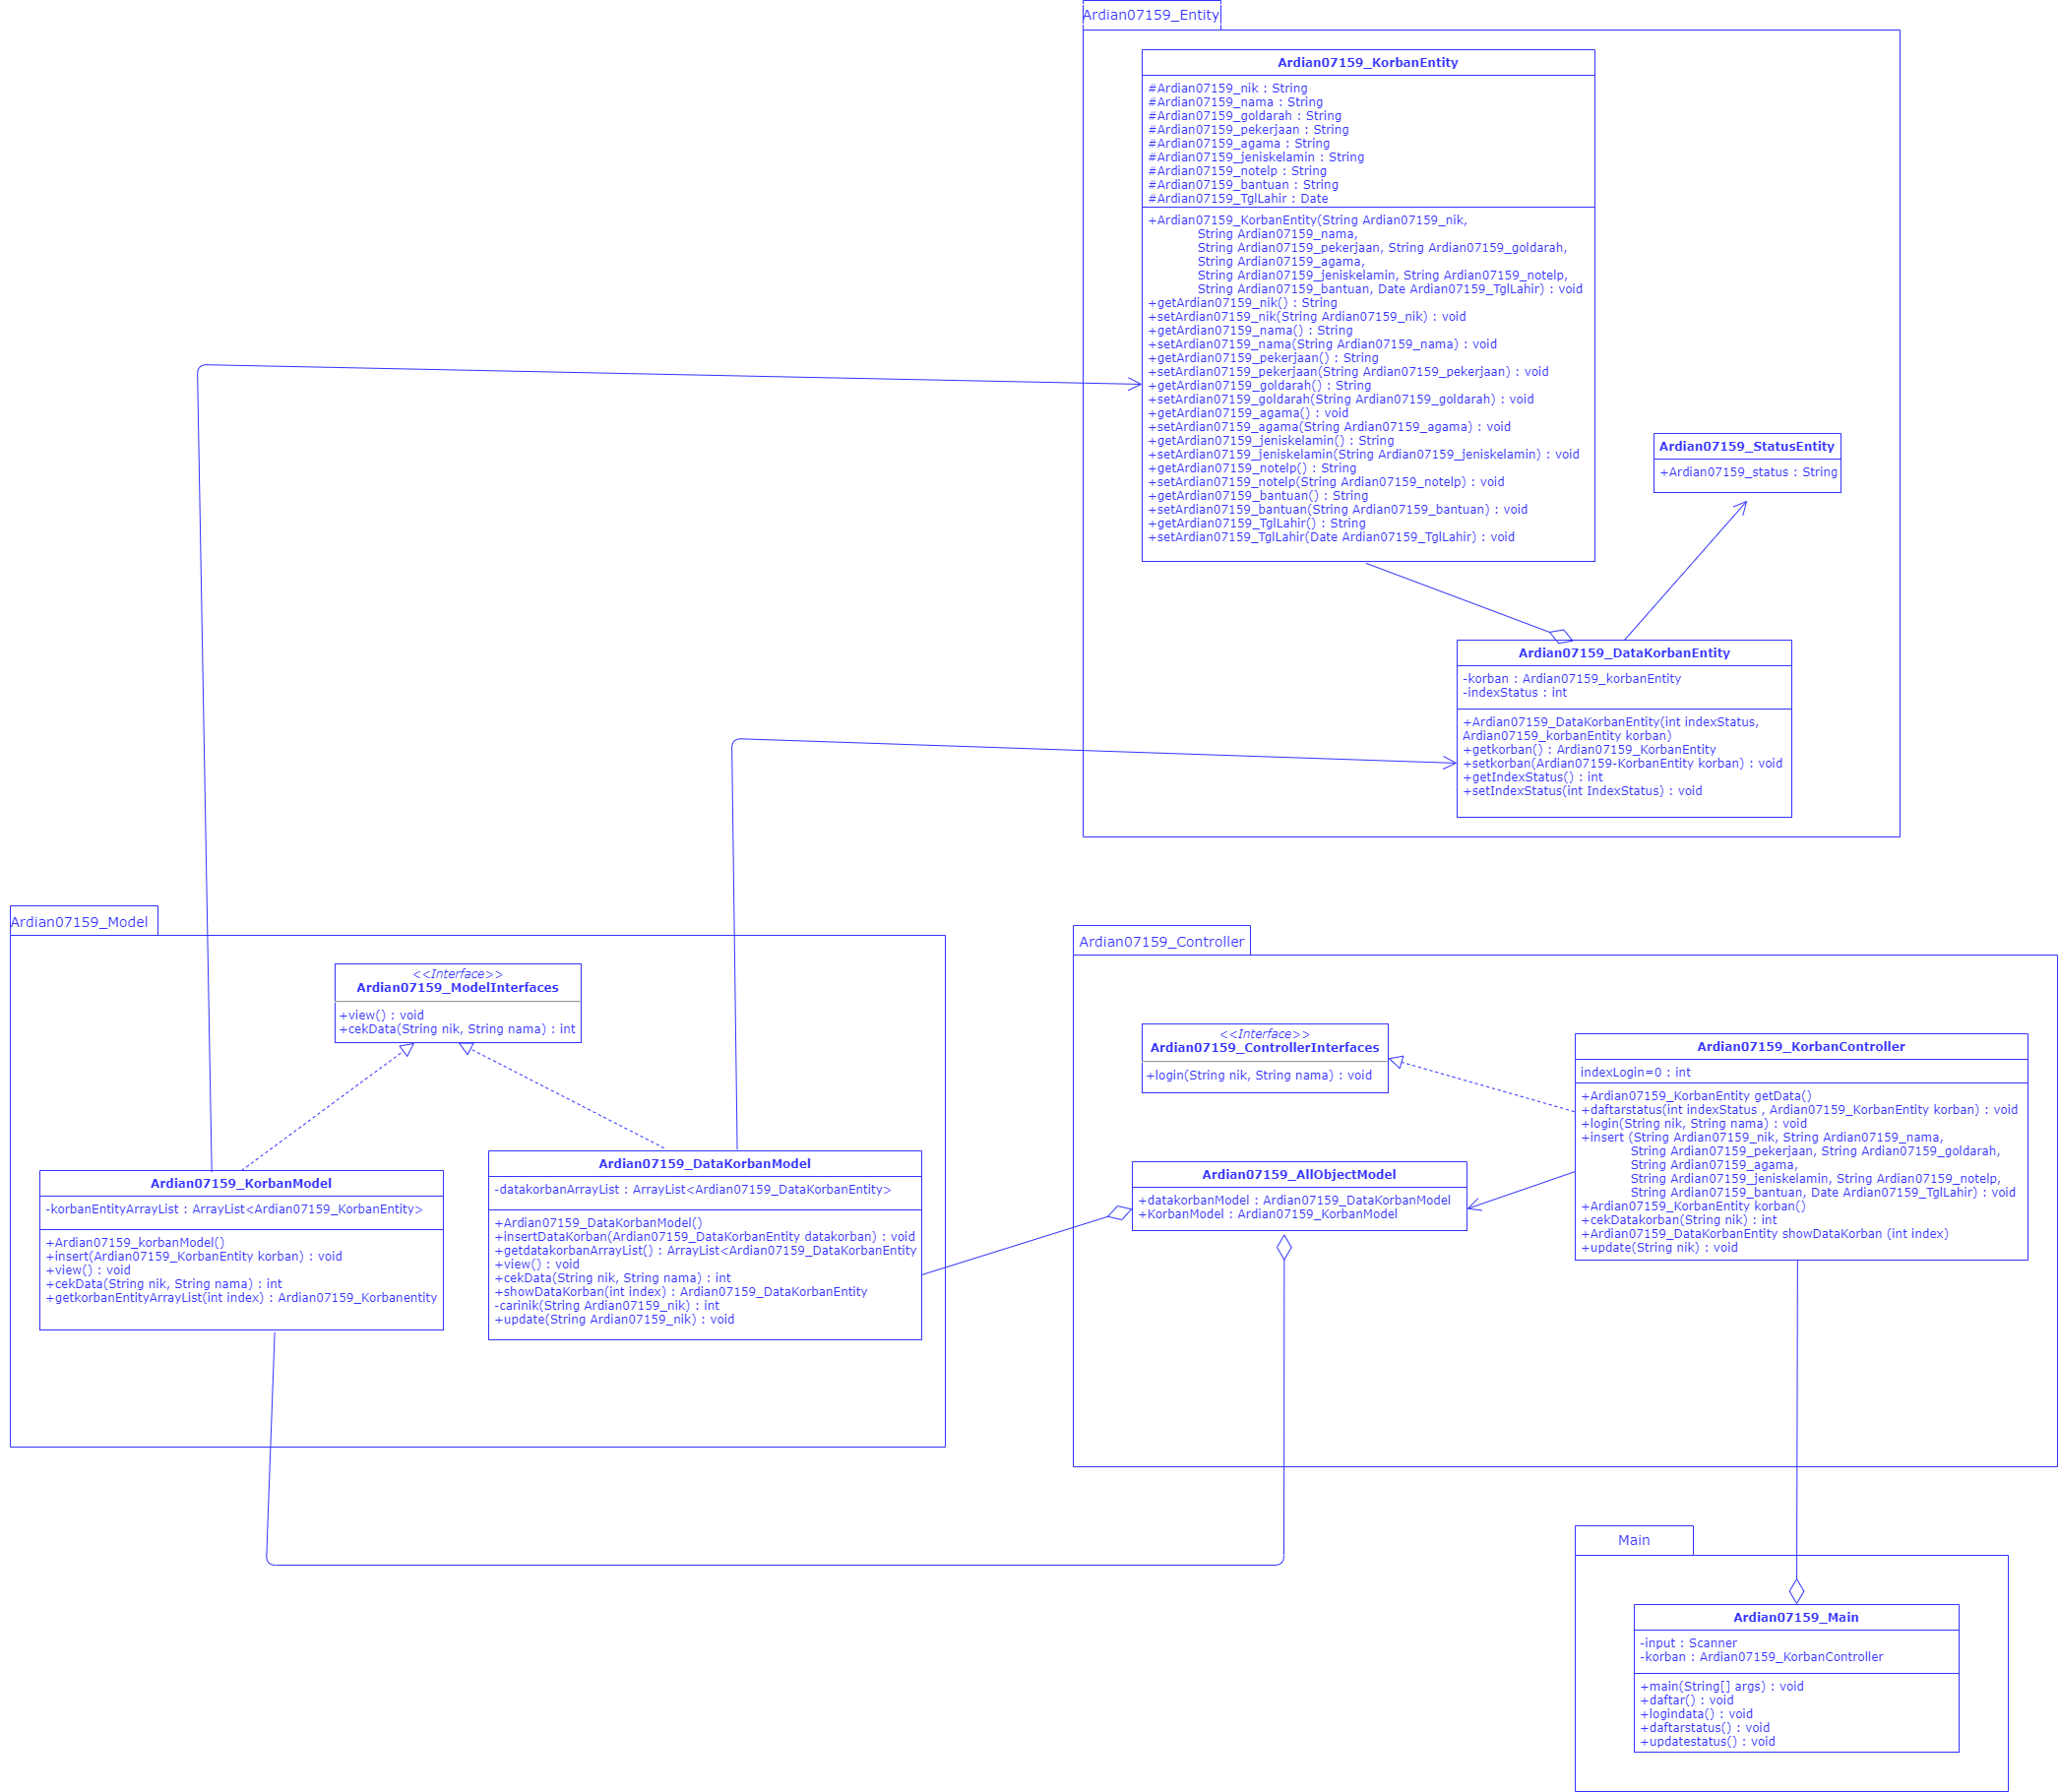 Ardian07159_Entity
Ardian07159_KorbanEntity
#Ardian07159_nik : String
#Ardian07159_nama : String
#Ardian07159_goldarah : String
#Ardian07159_pekerjaan : String
#Ardian07159_agama : String
#Ardian07159_jeniskelamin : String
#Ardian07159_notelp : String
#Ardian07159_bantuan : String
#Ardian07159_TglLahir : Date
+Ardian07159_KorbanEntity(String Ardian07159_nik,
String Ardian07159_nama,
String Ardian07159_pekerjaan, String Ardian07159_goldarah,
String Ardian07159_agama,
String Ardian07159_jeniskelamin, String Ardian07159_notelp,
String Ardian07159_bantuan, Date Ardian07159_TglLahir) : void
+getArdian07159_nik() : String
+setArdian07159_nik(String Ardian07159_nik) : void
+getArdian07159_nama() : String
+setArdian07159_nama(String Ardian07159_nama) : void
+getArdian07159_pekerjaan() : String
+setArdian07159_pekerjaan(String Ardian07159_pekerjaan) : void
+getArdian07159_goldarah() : String
+setArdian07159_goldarah(String Ardian07159_goldarah) : void
+getArdian07159_agama() : void
+setArdian07159_agama(String Ardian07159_agama) : void
+getArdian07159_jeniskelamin() : String
+setArdian07159_jeniskelamin(String Ardian07159_jeniskelamin) : void
+getArdian07159_notelp() : String
+setArdian07159_notelp(String Ardian07159_notelp) : void
+getArdian07159_bantuan() : String
+setArdian07159_bantuan(String Ardian07159_bantuan) : void
+getArdian07159_TglLahir() : String
+setArdian07159_TglLahir(Date Ardian07159_TglLahir) : void
Ardian07159_StatusEntity
+Ardian07159_status : String
Ardian07159_DataKorbanEntity
-korban : Ardian07159_korbanEntity
-indexStatus : int
+Ardian07159_DataKorbanEntity(int indexStatus,
Ardian07159_korbanEntity korban)
+getkorban() : Ardian07159_KorbanEntity
+setkorban(Ardian07159-KorbanEntity korban) : void
+getIndexStatus() : int
+setIndexStatus(int IndexStatus) : void
Ardian07159_Model
<<Interface>>
Ardian07159_ModelInterfaces
+view() : void
+cekData(String nik, String nama) : int
Ardian07159_KorbanModel
-korbanEntityArrayList : ArrayList<Ardian07159_KorbanEntity>
+Ardian07159_korbanModel()
+insert(Ardian07159_KorbanEntity korban) : void
+view() : void
+cekData(String nik, String nama) : int
+getkorbanEntityArrayList(int index) : Ardian07159_Korbanentity
Ardian07159_DataKorbanModel
-datakorbanArrayList : ArrayList<Ardian07159_DataKorbanEntity>
+Ardian07159_DataKorbanModel()
+insertDataKorban(Ardian07159_DataKorbanEntity datakorban) : void
+getdatakorbanArrayList() : ArrayList<Ardian07159_DataKorbanEntity
+view() : void
+cekData(String nik, String nama) : int
+showDataKorban(int index) : Ardian07159_DataKorbanEntity
-carinik(String Ardian07159_nik) : int
+update(String Ardian07159_nik) : void
Ardian07159_Controller
<<Interface>>
Ardian07159_ControllerInterfaces
+login(String nik, String nama) : void
Ardian07159_AllObjectModel
+datakorbanModel : Ardian07159_DataKorbanModel
+KorbanModel : Ardian07159_KorbanModel
Ardian07159_KorbanController
indexLogin=0 : int
+Ardian07159_KorbanEntity getData()
+daftarstatus(int indexStatus , Ardian07159_KorbanEntity korban) : void
+login(String nik, String nama) : void
+insert (String Ardian07159_nik, String Ardian07159_nama,
String Ardian07159_pekerjaan, String Ardian07159_goldarah,
String Ardian07159_agama,
String Ardian07159_jeniskelamin, String Ardian07159_notelp,
String Ardian07159_bantuan, Date Ardian07159_TglLahir) : void
+Ardian07159_KorbanEntity korban()
+cekDatakorban(String nik) : int
+Ardian07159_DataKorbanEntity showDataKorban (int index)
+update(String nik) : void
Main
Ardian07159_Main
-input : Scanner
-korban : Ardian07159_KorbanController
+main(String[] args) : void
+daftar() : void
+logindata() : void
+daftarstatus() : void
+updatestatus() : void